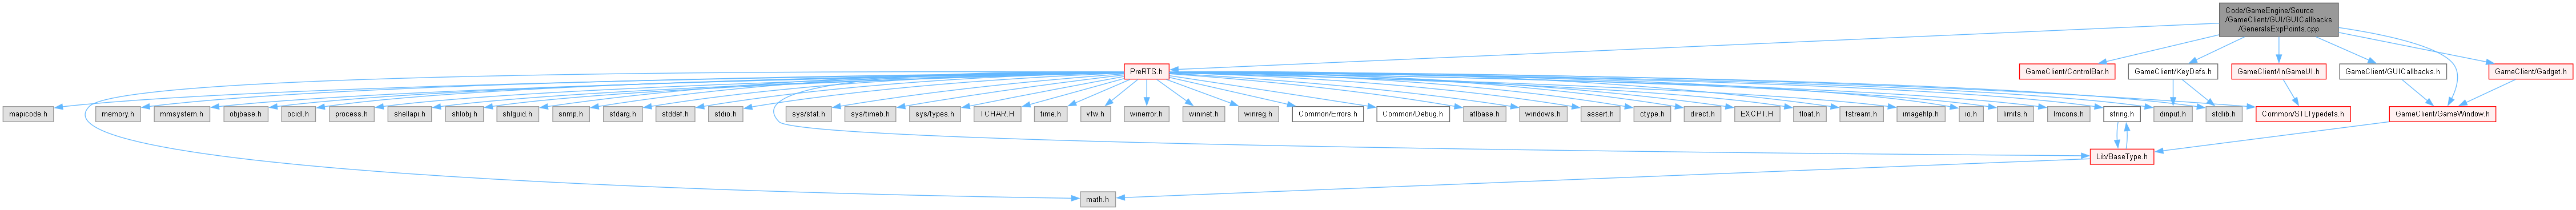 Code/GameEngine/Source
/GameClient/GUI/GUICallbacks
/GeneralsExpPoints.cpp
PreRTS.h
GameClient/ControlBar.h
GameClient/KeyDefs.h
GameClient/InGameUI.h
GameClient/GUICallbacks.h
GameClient/Gadget.h
mapicode.h
memory.h
mmsystem.h
objbase.h
ocidl.h
process.h
shellapi.h
shlobj.h
shlguid.h
snmp.h
stdarg.h
stddef.h
stdio.h
sys/stat.h
sys/timeb.h
sys/types.h
TCHAR.H
time.h
vfw.h
winerror.h
wininet.h
winreg.h
Common/Errors.h
Common/Debug.h
atlbase.h
windows.h
assert.h
ctype.h
direct.h
EXCPT.H
float.h
fstream.h
imagehlp.h
io.h
limits.h
lmcons.h
string.h
dinput.h
stdlib.h
Common/STLTypedefs.h
GameClient/GameWindow.h
Lib/BaseType.h
math.h